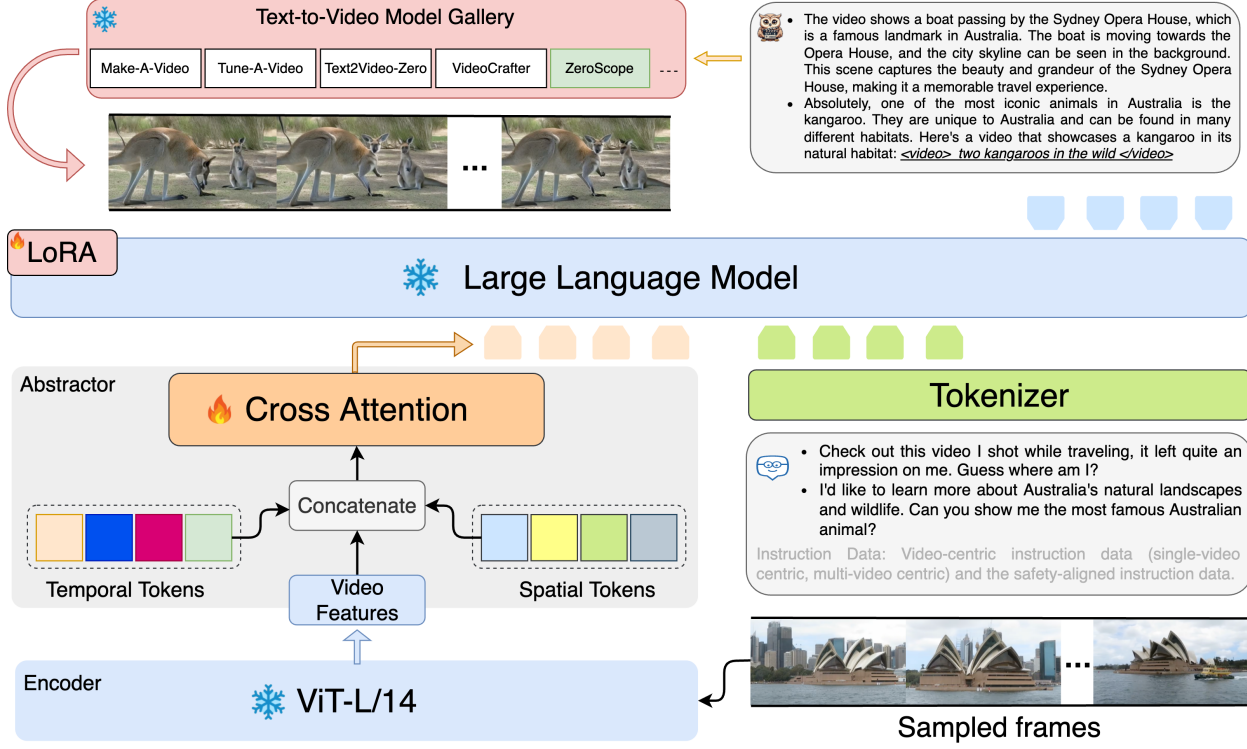 Text-to-Video Model Gallery
Make-A-Video
Tune-A-Video
Text2Video-Zero
VideoCrafter
ZeroScope
---
• The video shows a boat passing by the Sydney Opera House, which
is a famous landmark in Australia. The boat is moving towards the
Opera House, and the city skyline can be seen in the background.
This scene captures the beauty and grandeur of the Sydney Opera
House, making it a memorable travel experience.
• Absolutely, one of the most iconic animals in Australia is the
kangaroo. They are unique to Australia and can be found in many
different habitats. Here's a video that showcases a kangaroo in its
natural habitat: <video> two kangaroos in the wild </video>
...
LoRA
Large Language Model
Abstractor
Cross Attention
Concatenate
Temporal Tokens
Spatial Tokens
Video
Features
Encoder
ViT-L/14
Tokenizer
• Check out this video I shot while traveling, it left quite an
impression on me. Guess where am I?
• I'd like to learn more about Australia's natural landscapes
and wildlife. Can you show me the most famous Australian
animal?
Instruction Data: Video-centric instruction data (single-video
centric, multi-video centric) and the safety-aligned instruction data.
...
Sampled frames